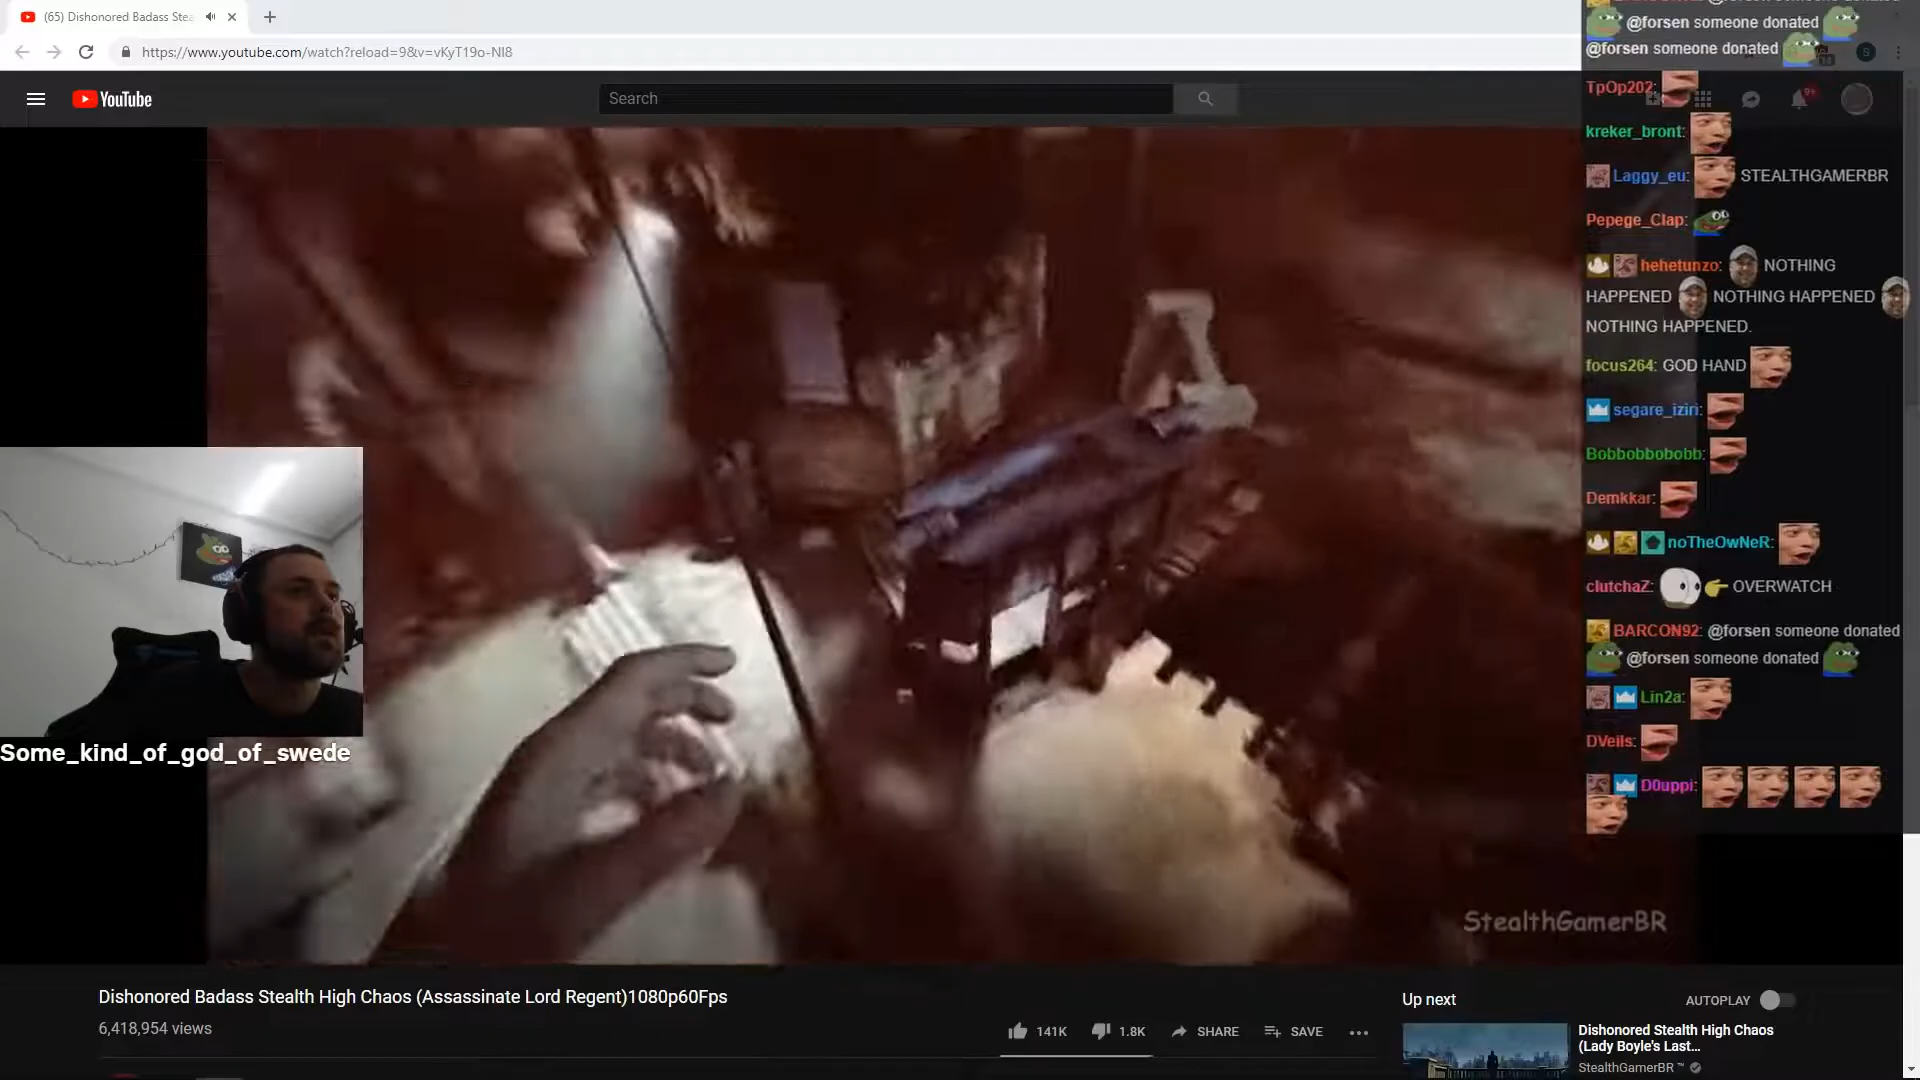 (65) Dishonored Badass Stea
https://www.youtube.com/watch?reload=9&v=vKyT19o-NI8
YouTube
Search
9+
@forsen someone donated
@forsen someone donated
TpOp202:
kreker_bront:
Laggy_eu: STEALTHGAMERBR
Pepege_Clap:
hehetunzo: NOTHING
HAPPENED NOTHING HAPPENED
NOTHING HAPPENED.
focus264: GOD HAND
segare_iziri:
Bobbobbobobb:
Demkkar:
noTheOwNeR:
clutchaZ: OVERWATCH
BARCON92: @forsen someone donated
@forsen someone donated
Lin2a:
DVeils:
D0uppi:
Some_kind_of_god_of_swede
StealthGamerBR
Dishonored Badass Stealth High Chaos (Assassinate Lord Regent)1080p60Fps
6,418,954 views
141K
1.8K
SHARE
SAVE
Up next
AUTOPLAY
Dishonored Stealth High Chaos
(Lady Boyle's Last...
StealthGamerBR ™